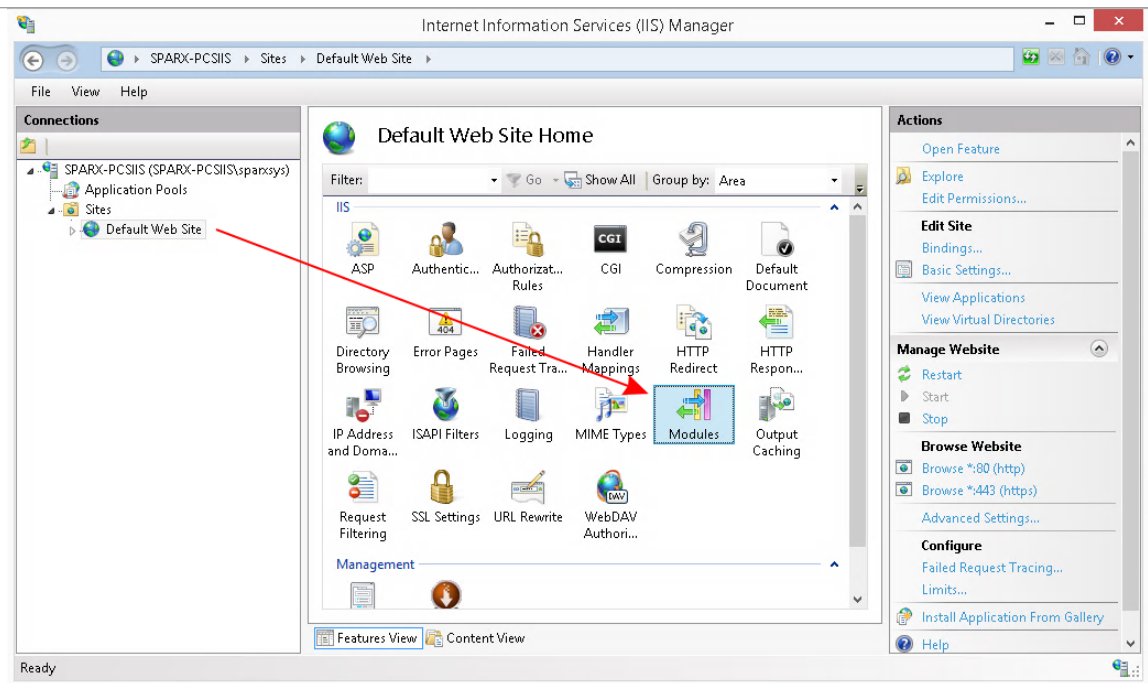 Internet Information Services (IIS) Manager
SPARX-PCSIIS Sites Default Web Site
File View Help
Connections
SPARX-PCSIIS (SPARX-PCSIIS\sparxsys)
Application Pools
Sites
Default Web Site
Default Web Site Home
Filter: Go Show All Group by: Area
IIS
ASP Authentic... Authorizat... CGI Compression Default
Rules Document
404
Directory Error Pages Failed Handler HTTP HTTP
Browsing Request Tra... Mappings Redirect Respon...
IP Address ISAPI Filters Logging MIME Types Modules Output
and Doma... Caching
DAV
Request SSL Settings URL Rewrite WebDAV
Filtering Authori...
Management
Features View Content View
Actions
Open Feature
Explore
Edit Permissions...
Edit Site
Bindings...
Basic Settings...
View Applications
View Virtual Directories
Manage Website
Restart
Start
Stop
Browse Website
Browse *:80 (http)
Browse *:443 (https)
Advanced Settings...
Configure
Failed Request Tracing...
Limits...
Install Application From Gallery
Help
Ready